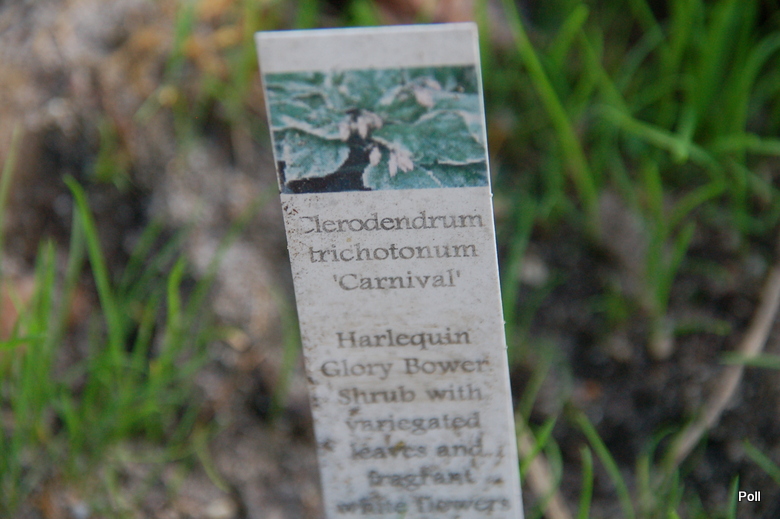 Clerodendrum
trichotonum
'Carnival'
Harlequin
Glory Bower
Shrub with
variegated
leaves and
fragrant
white flowers
Poll